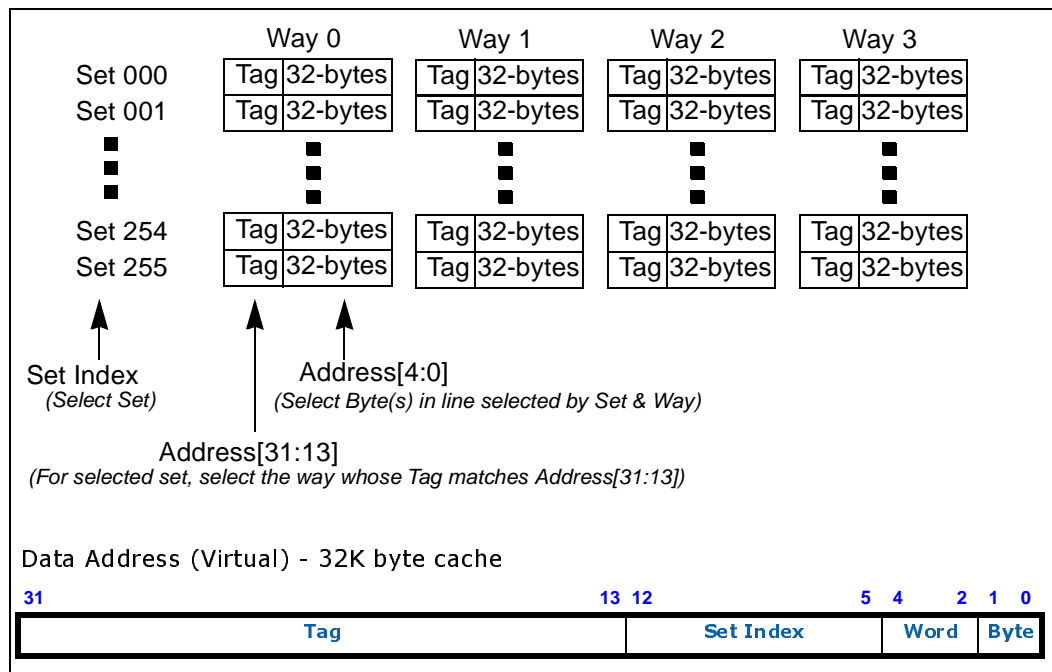 Way 0 Way 1 Way 2 Way 3
Set 000 Tag 32-bytes Tag 32-bytes Tag 32-bytes Tag 32-bytes
Set 001 Tag 32-bytes Tag 32-bytes Tag 32-bytes Tag 32-bytes
Set 254 Tag 32-bytes Tag 32-bytes Tag 32-bytes Tag 32-bytes
Set 255 Tag 32-bytes Tag 32-bytes Tag 32-bytes Tag 32-bytes
Set Index Address[4:0]
(Select Set) (Select Byte(s) in line selected by Set & Way)
Address[31:13]
(For selected set, select the way whose Tag matches Address[31:13])
Data Address (Virtual) - 32K byte cache
31 13 12 5 4 2 1 0
Tag Set Index Word Byte